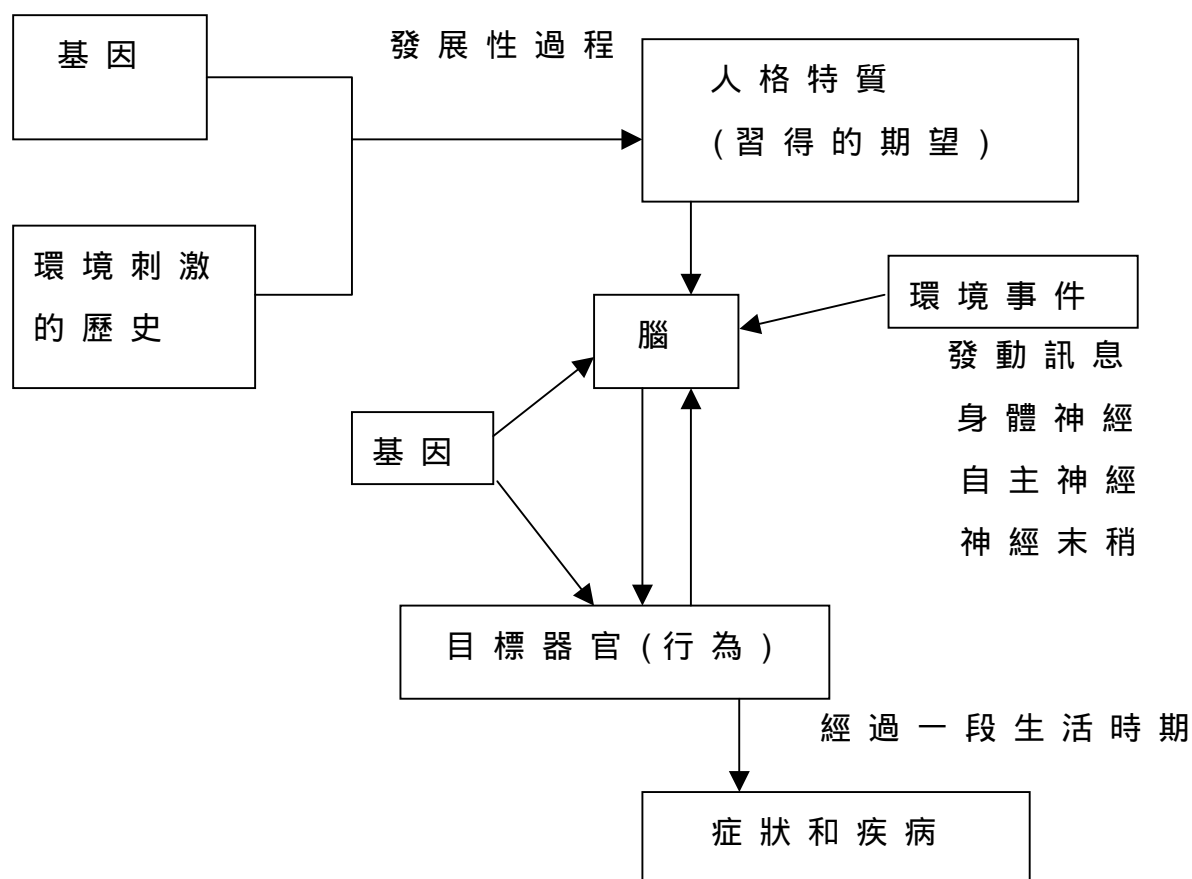 基因
發展性過程
人格特質
(習得的期望)
環境刺激
的歷史
環境事件
腦
發動訊息
身體神經
基因
自主神經
神經末稍
目標器官(行為)
經過一段生活時期
症狀和疾病